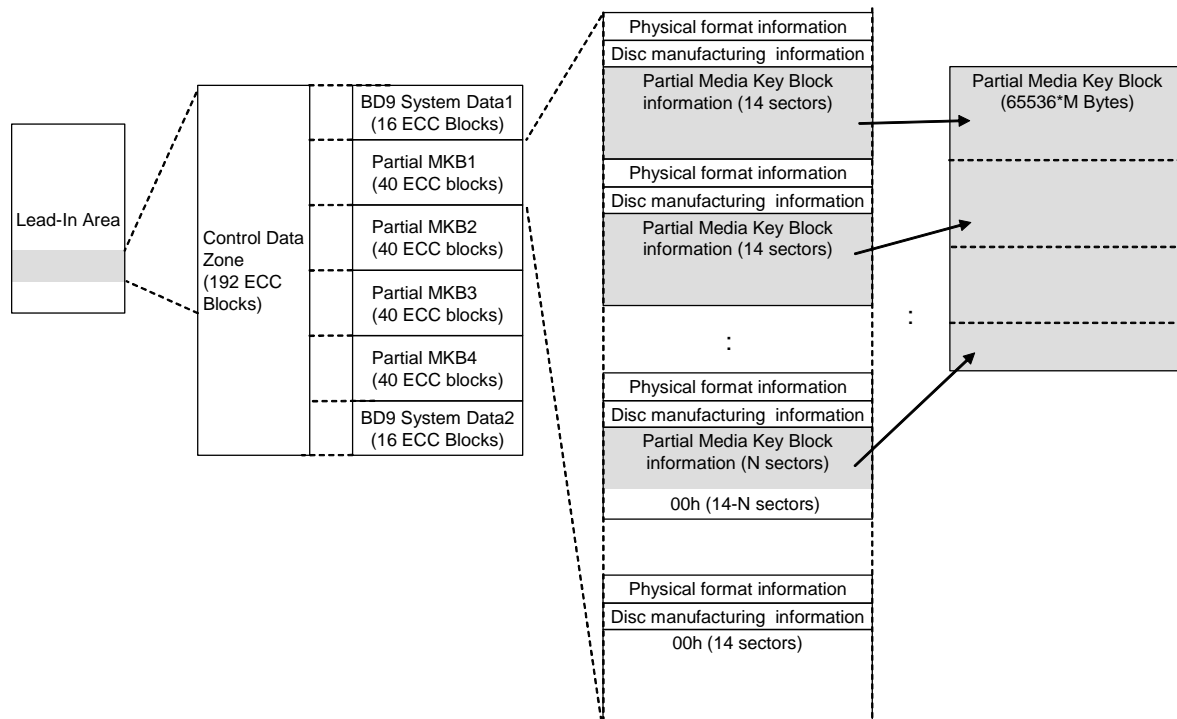 Lead-In Area
Control Data
Zone
(192 ECC
Blocks)
BD9 System Data1
(16 ECC Blocks)
Partial MKB1
(40 ECC blocks)
Partial MKB2
(40 ECC blocks)
Partial MKB3
(40 ECC blocks)
Partial MKB4
(40 ECC blocks)
BD9 System Data2
(16 ECC Blocks)
Physical format information
Disc manufacturing information
Partial Media Key Block
information (14 sectors)
Physical format information
Disc manufacturing information
Partial Media Key Block
information (14 sectors)
:
Physical format information
Disc manufacturing information
Partial Media Key Block
information (N sectors)
00h (14-N sectors)
Physical format information
Disc manufacturing information
00h (14 sectors)
:
Partial Media Key Block
(65536*M Bytes)